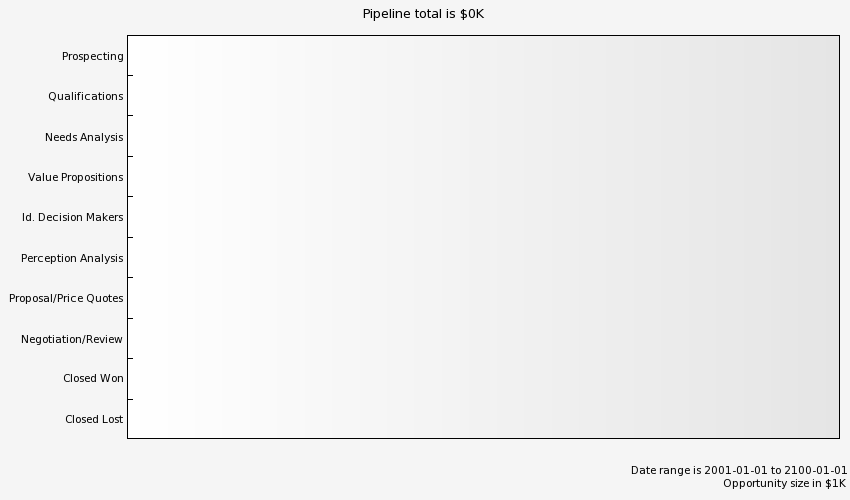 Pipeline total is $0K
Prospecting
Qualifications
Needs Analysis
Value Propositions
Id. Decision Makers
Perception Analysis
Proposal/Price Quotes
Negotiation/Review
Closed Won
Closed Lost
Date range is 2001-01-01 to 2100-01-01
Opportunity size in $1K